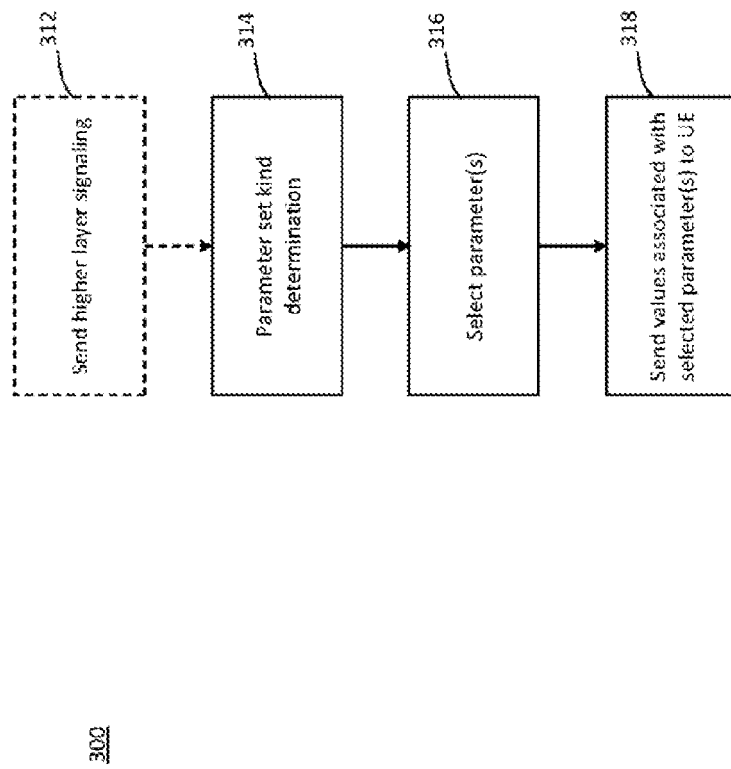 300
312
Send higher layer signaling
314
Parameter set kind
determination
316
Select parameter(s)
318
Send values associated with
selected parameter(s) to UE